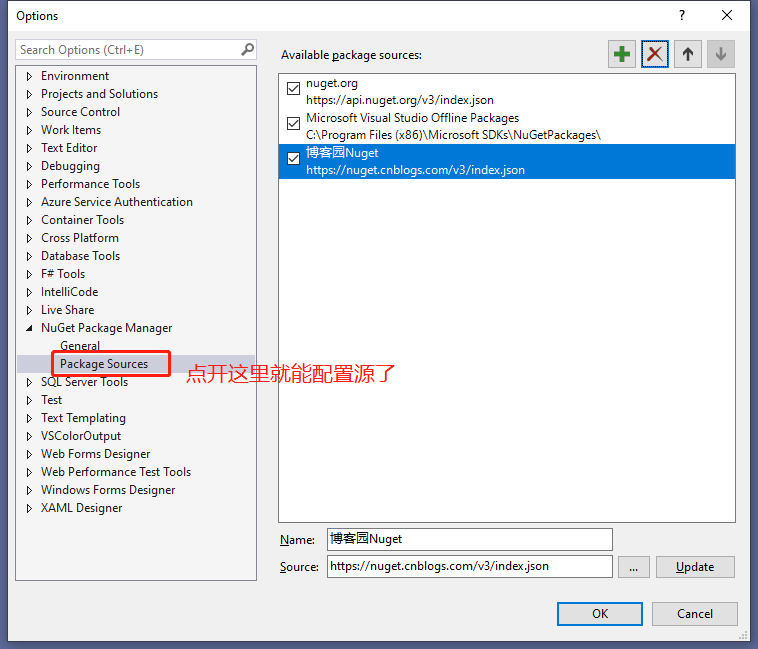 Options
?
Search Options (Ctrl+E)
Available package sources:
Environment
Projects and Solutions
Source Control
Work Items
Text Editor
Debugging
Performance Tools
Azure Service Authentication
Container Tools
Cross Platform
Database Tools
F# Tools
IntelliCode
Live Share
NuGet Package Manager
General
Package Sources
SQL Server Tools
Test
Text Templating
VSColorOutput
Web Forms Designer
Web Performance Test Tools
Windows Forms Designer
XAML Designer
点开这里就能配置源了
nuget.org
https://api.nuget.org/v3/index.json
Microsoft Visual Studio Offline Packages
C:\Program Files (x86)\Microsoft SDKs\NuGetPackages\
博客园Nuget
https://nuget.cnblogs.com/v3/index.json
Name: 博客园Nuget
Source: https://nuget.cnblogs.com/v3/index.json ... Update
OK Cancel